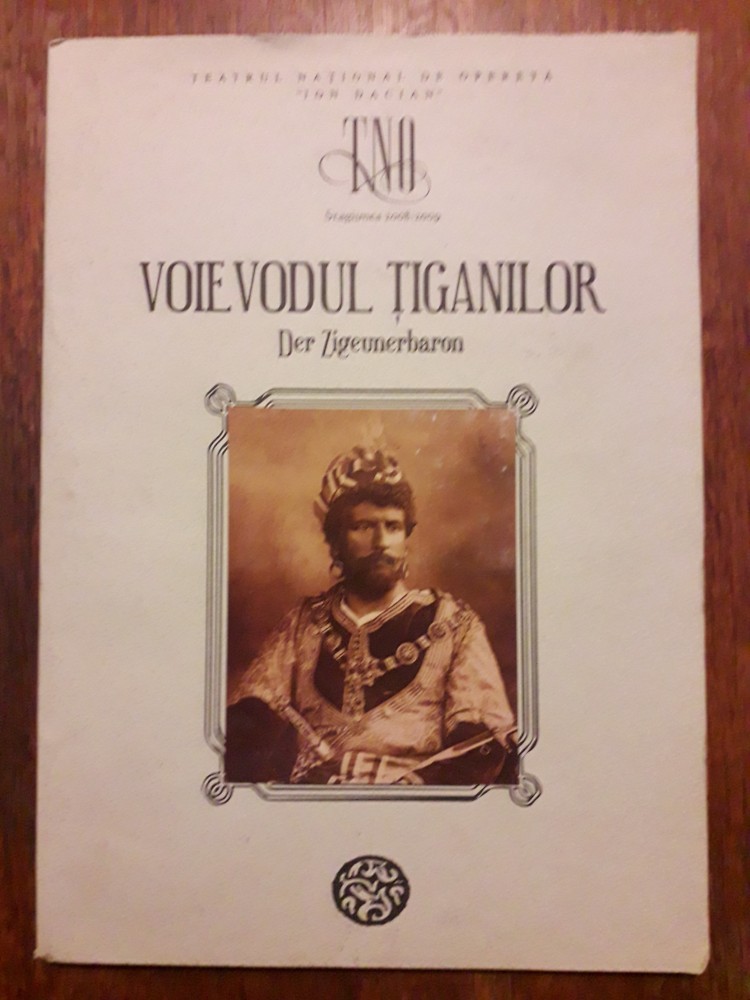 TEATRUL NAȚIONAL DE OPERETĂ
"ION DACIAN"
TNO
Stagiunea 2008-2009
VOIEVODUL ȚIGANILOR
Der Zigeunerbaron